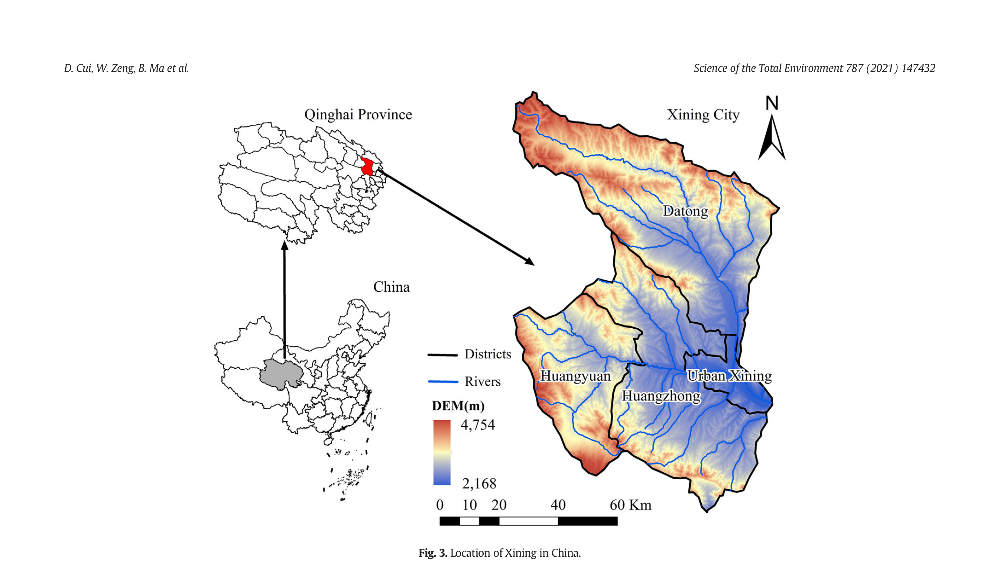 D. Cui, W. Zeng, B. Ma et al.
Science of the Total Environment 787 (2021) 147432
Qinghai Province
Xining City
N
Datong
China
Districts
Rivers
Huangyuan
Urban Xining
Huangzhong
DEM(m)
4,754
2,168
0 10 20 40 60 Km
Fig. 3. Location of Xining in China.